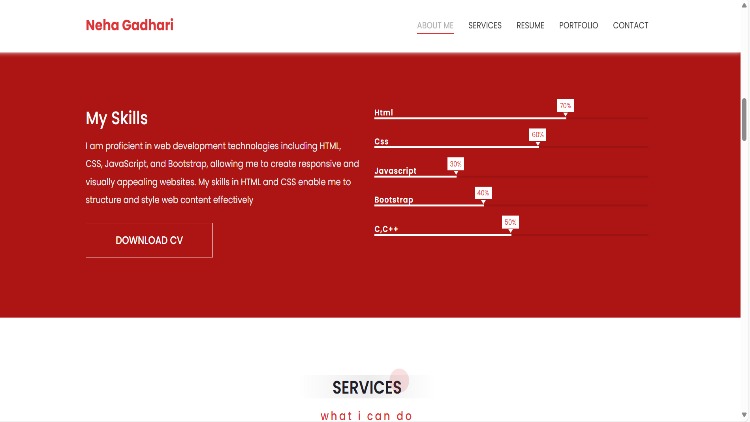 Neha Gadhari
ABOUT ME SERVICES RESUME PORTFOLIO CONTACT
My Skills
I am proficient in web development technologies including HTML,
CSS, JavaScript, and Bootstrap, allowing me to create responsive and
visually appealing websites. My skills in HTML and CSS enable me to
structure and style web content effectively
DOWNLOAD CV
70%
Html
60%
Css
30%
Javascript
40%
Bootstrap
50%
C,C++
SERVICES
what i can do